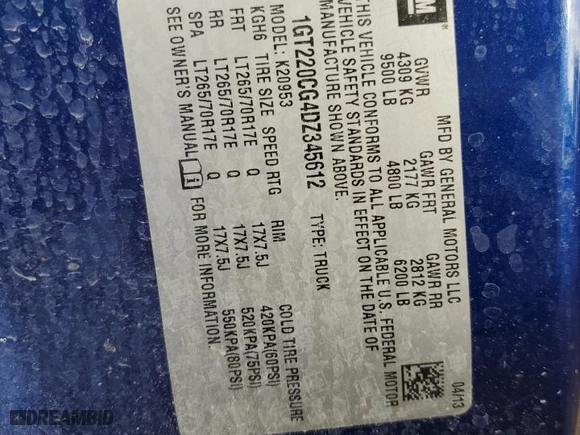 GM
MFD BY GENERAL MOTORS LLC
04/13
GVWR GAWR FRT GAWR RR
4309 KG 2177 KG 2812 KG
9500 LB 4800 LB 6200 LB
THIS VEHICLE CONFORMS TO ALL APPLICABLE U.S. FEDERAL MOTOR
VEHICLE SAFETY STANDARDS IN EFFECT ON THE DATE OF
MANUFACTURE SHOWN ABOVE.
1GT220CG4DZ345612 TYPE: TRUCK
MODEL: K20953
KGH6 TIRE SIZE SPEED RTG RIM COLD TIRE PRESSURE
FRT LT265/70R17E Q 17X7.5J 420KPA(60PSI)
RR LT265/70R17E Q 17X7.5J 520KPA(75PSI)
SPA LT265/70R17E Q 17X7.5J 550KPA(80PSI)
SEE OWNER'S MANUAL i FOR MORE INFORMATION
DREAMBID